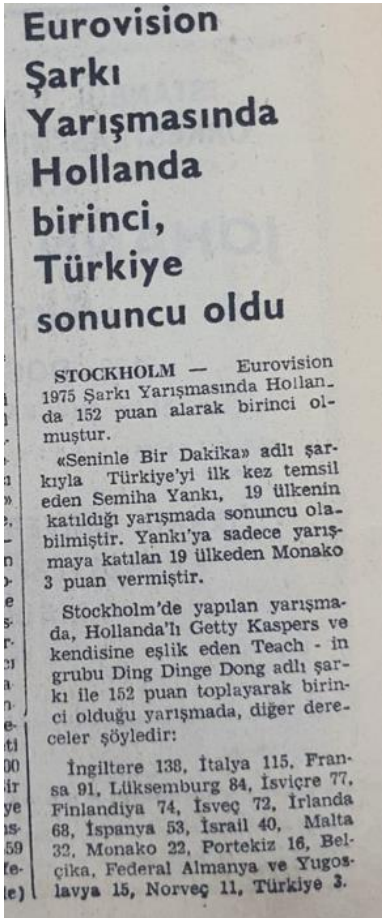 Eurovision
Şarkı
Yarışmasında
Hollanda
birinci,
Türkiye
sonuncu oldu
STOCKHOLM — Eurovision
1975 Şarkı Yarışmasında Hollan-
da 152 puan alarak birinci ol-
muştur.
«Seninle Bir Dakika» adlı şar-
kıyla Türkiye'yi ilk kez temsil
eden Semiha Yankı, 19 ülkenin
katıldığı yarışmada sonuncu ola-
bilmiştir. Yankı'ya sadece yarış-
maya katılan 19 ülkeden Monako
3 puan vermiştir.
Stockholm'de yapılan yarışma-
da, Hollanda'lı Getty Kaspers ve
kendisine eşlik eden Teach - in
grubu Ding Dinge Dong adlı şar-
kı ile 152 puan toplayarak birin-
ci olduğu yarışmada, diğer dere-
celer şöyledir:
İngiltere 138, İtalya 115, Fran-
sa 91, Lüksemburg 84, İsviçre 77,
Finlandiya 74, İsveç 72, İrlanda
68, İspanya 53, İsrail 40, Malta
32, Monako 22, Portekiz 16, Bel-
çika, Federal Almanya ve Yugos-
lavya 15, Norveç 11, Türkiye 3.